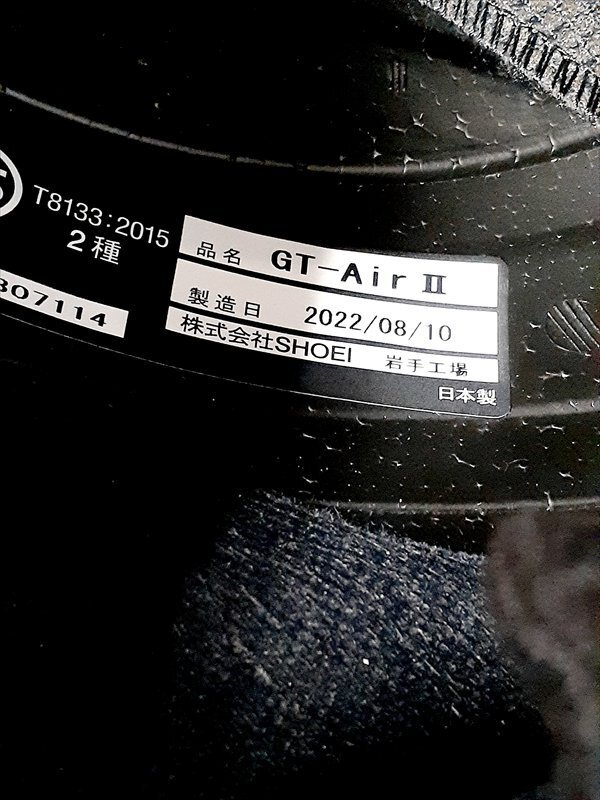 T8133:2015
2種
307114
品名 GT-Air II
製造日 2022/08/10
株式会社SHOEI 岩手工場
日本製